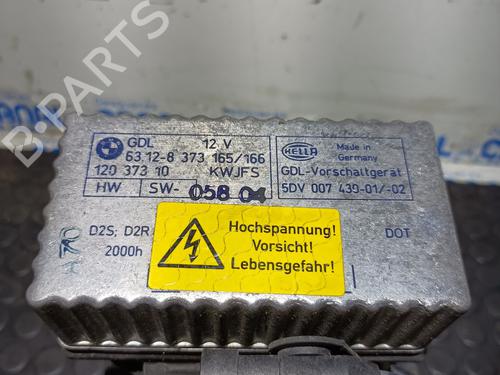 B-PARTS
GDL 12 V
63.12-8 373 165/166
120 373 10 KWJFS
HW SW- 058 04
HELLA
Made in
Germany
GDL-Vorschaltgerät
5DV 007 439-01/-02
D2S; D2R
2000h
DOT
Hochspannung!
Vorsicht!
Lebensgefahr!